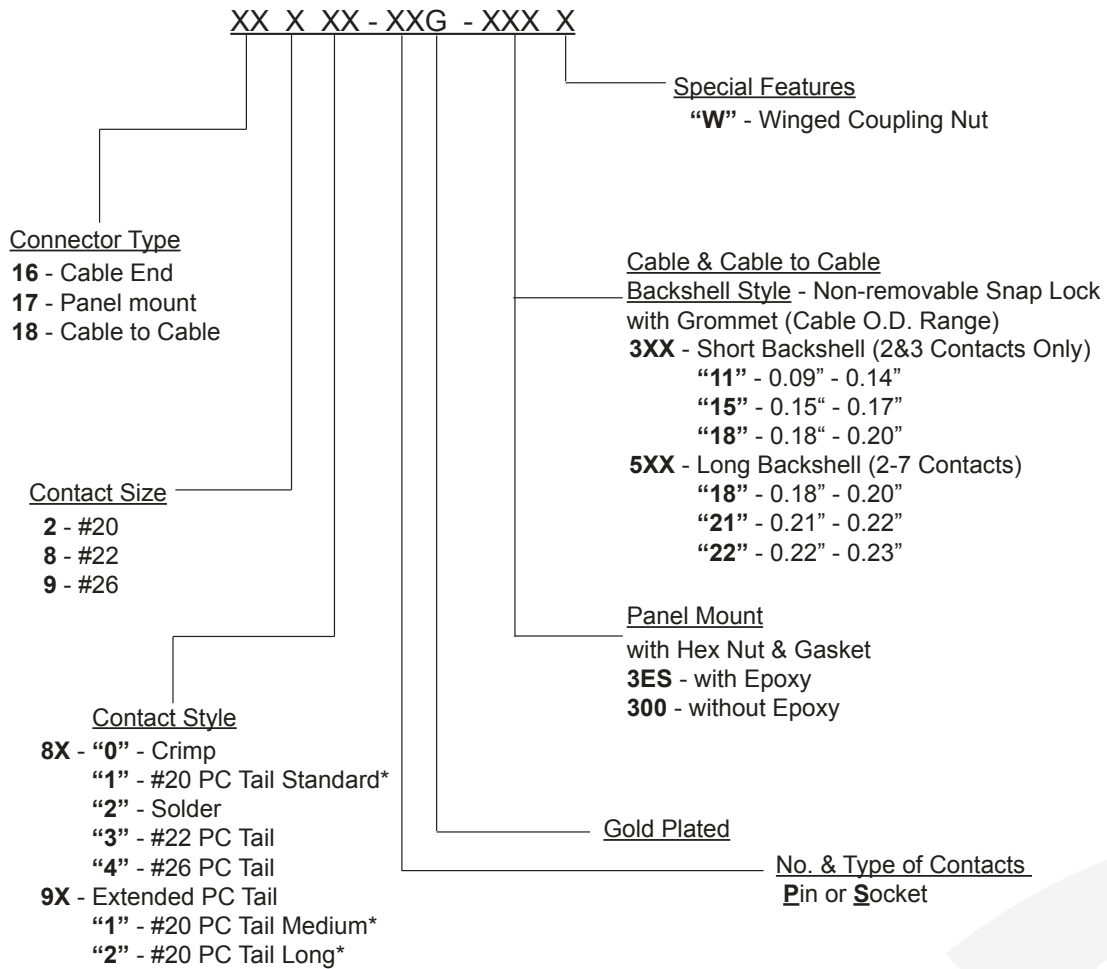 XX X XX - XXG - XXX X
Special Features
“W” - Winged Coupling Nut
Connector Type
16 - Cable End
17 - Panel mount
18 - Cable to Cable
Cable & Cable to Cable
Backshell Style - Non-removable Snap Lock
with Grommet (Cable O.D. Range)
3XX - Short Backshell (2&3 Contacts Only)
“11” - 0.09” - 0.14”
“15” - 0.15“ - 0.17”
“18” - 0.18“ - 0.20”
5XX - Long Backshell (2-7 Contacts)
“18” - 0.18” - 0.20”
“21” - 0.21” - 0.22”
“22” - 0.22” - 0.23”
Contact Size
2 - #20
8 - #22
9 - #26
Panel Mount
with Hex Nut & Gasket
3ES - with Epoxy
300 - without Epoxy
Contact Style
8X - “0” - Crimp
“1” - #20 PC Tail Standard*
“2” - Solder
“3” - #22 PC Tail
“4” - #26 PC Tail
9X - Extended PC Tail
“1” - #20 PC Tail Medium*
“2” - #20 PC Tail Long*
Gold Plated
No. & Type of Contacts
Pin or Socket